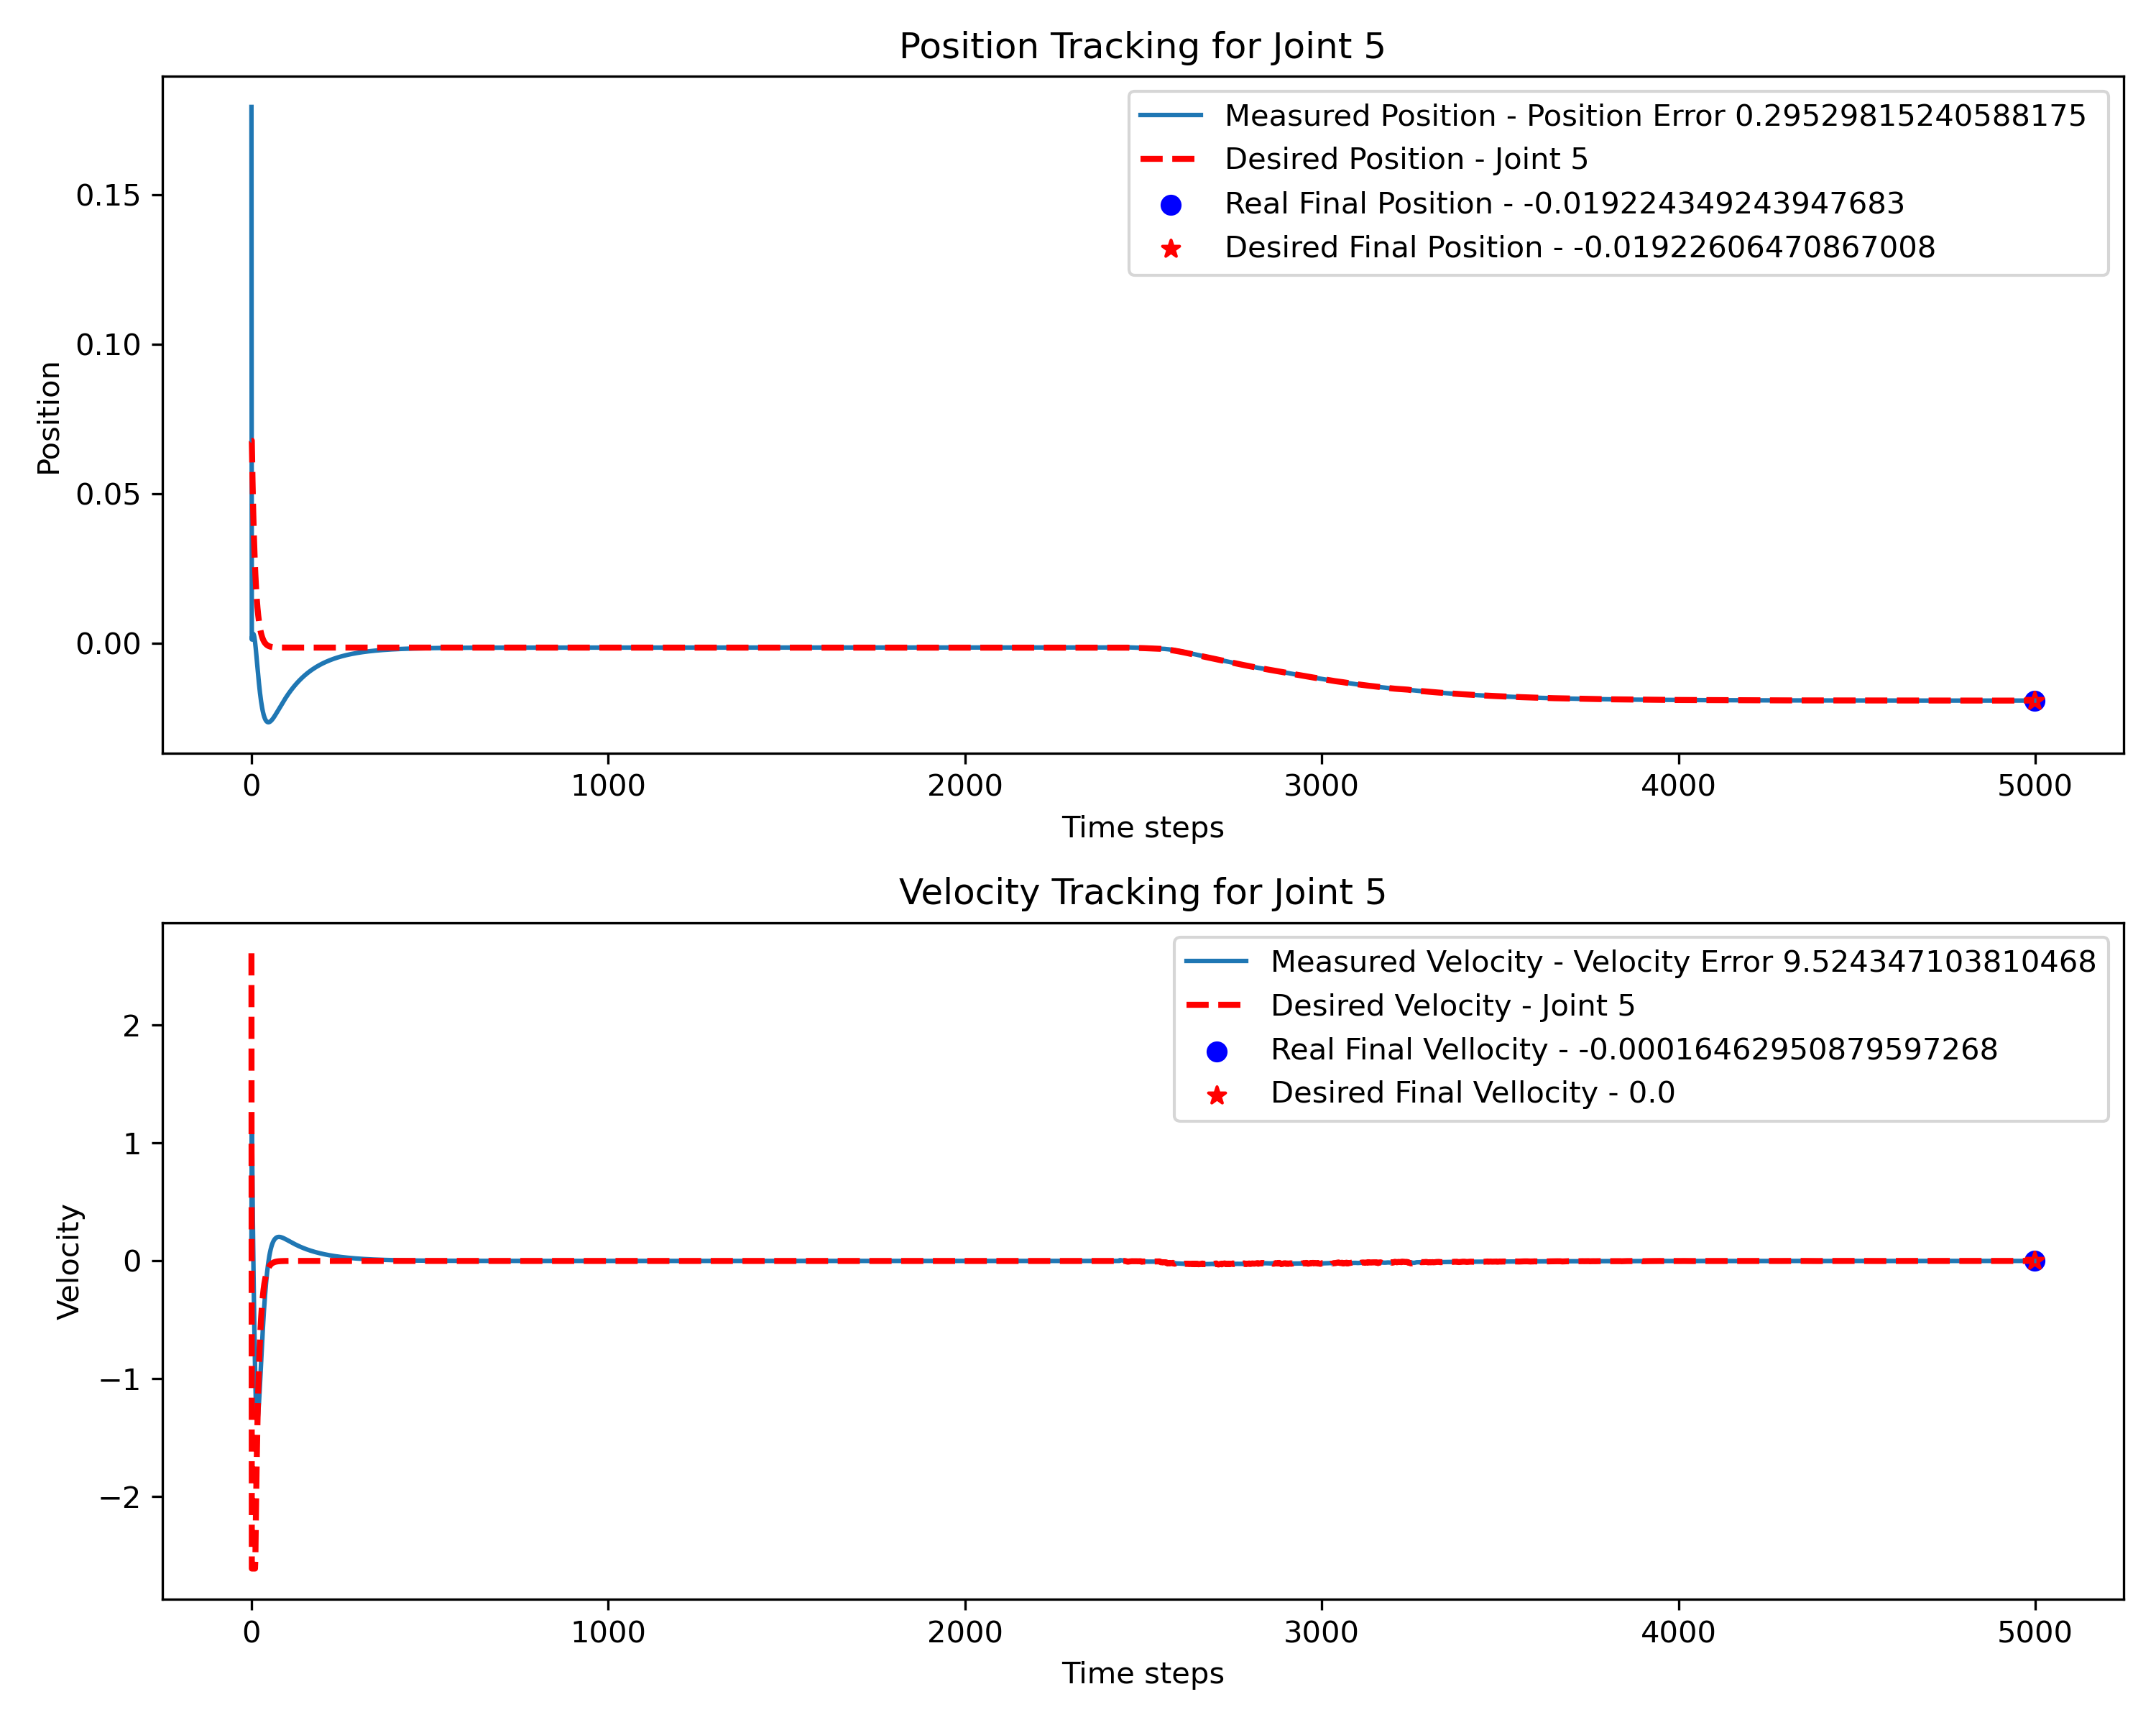 Position Tracking for Joint 5
Measured Position - Position Error 0.29529815240588175
Desired Position - Joint 5
Real Final Position - -0.019224349243947683
Desired Final Position - -0.01922606470867008
Position
0.15
0.10
0.05
0.00
0 1000 2000 3000 4000 5000
Time steps
Velocity Tracking for Joint 5
Measured Velocity - Velocity Error 9.524347103810468
Desired Velocity - Joint 5
Real Final Vellocity - -0.00016462950879597268
Desired Final Vellocity - 0.0
Velocity
2
1
0
−1
−2
0 1000 2000 3000 4000 5000
Time steps